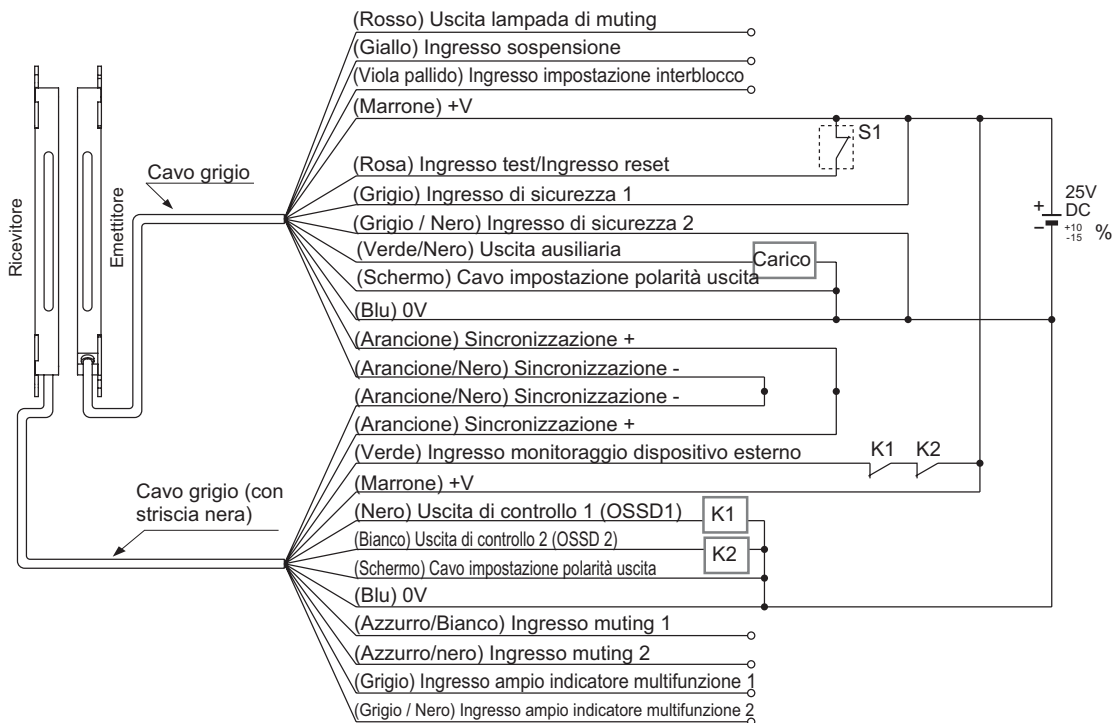 (Rosso) Uscita lampada di muting
(Giallo) Ingresso sospensione
(Viola pallido) Ingresso impostazione interblocco
(Marrone) +V
S1
(Rosa) Ingresso test/Ingresso reset
Cavo grigio
(Grigio) Ingresso di sicurezza 1
(Grigio / Nero) Ingresso di sicurezza 2
(Verde/Nero) Uscita ausiliaria
Carico
(Schermo) Cavo impostazione polarità uscita
(Blu) 0V
+
−
25V
DC
+10
-15 %
Ricevitore
Emettitore
(Arancione) Sincronizzazione +
(Arancione/Nero) Sincronizzazione -
(Arancione/Nero) Sincronizzazione -
(Arancione) Sincronizzazione +
(Verde) Ingresso monitoraggio dispositivo esterno
K1 K2
(Marrone) +V
Cavo grigio (con
striscia nera)
(Nero) Uscita di controllo 1 (OSSD1)
K1
(Bianco) Uscita di controllo 2 (OSSD 2)
K2
(Schermo) Cavo impostazione polarità uscita
(Blu) 0V
(Azzurro/Bianco) Ingresso muting 1
(Azzurro/nero) Ingresso muting 2
(Grigio) Ingresso ampio indicatore multifunzione 1
(Grigio / Nero) Ingresso ampio indicatore multifunzione 2